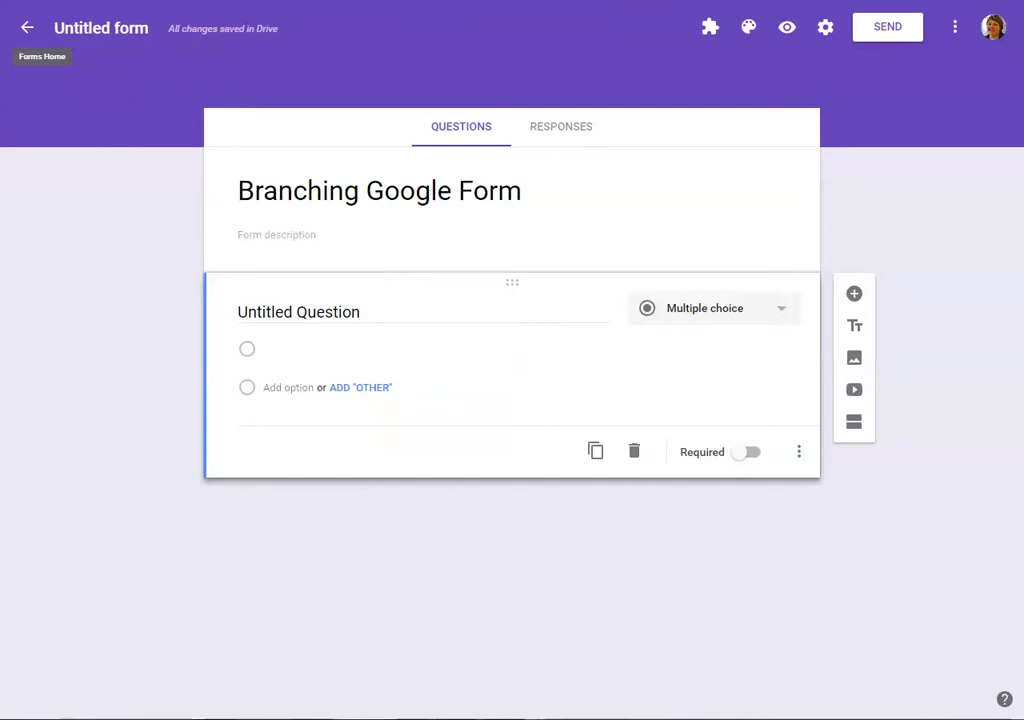 Untitled form All changes saved in Drive SEND
Forms Home
QUESTIONS RESPONSES
Branching Google Form
Form description
Untitled Question Multiple choice
Add option or ADD "OTHER"
Required